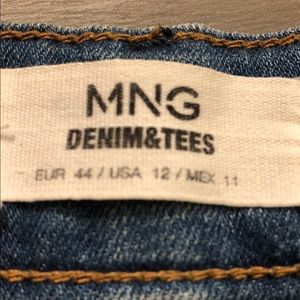 MNG
DENIM&TEES
EUR 44 / USA 12 / MEX 11